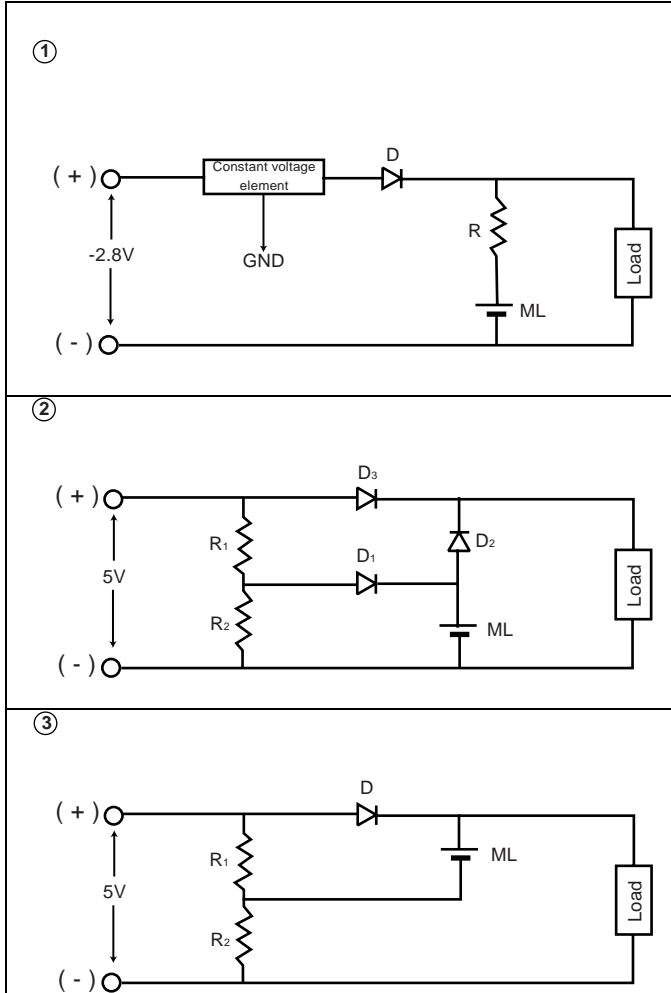 ①
Constant voltage
element
D
( + )
R
-2.8V
GND
Load
ML
( - )
②
D₃
( + )
R₁
D₂
D₁
5V
Load
R₂
ML
( - )
③
D
( + )
R₁
ML
5V
Load
R₂
( - )